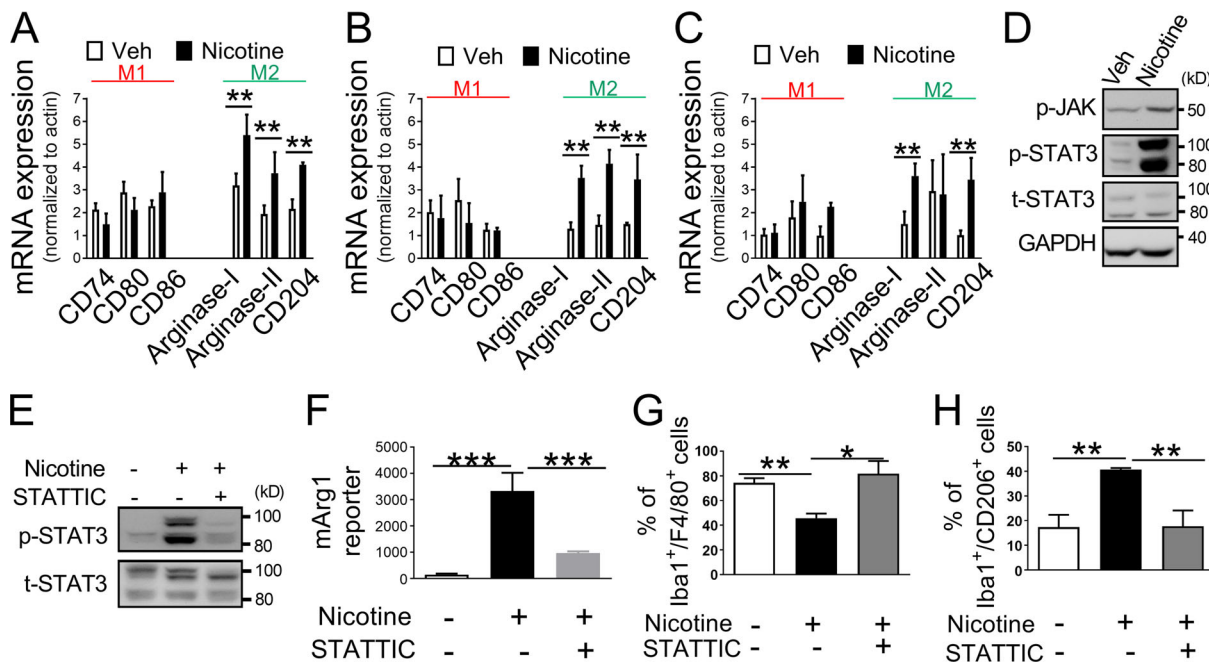 A
Veh Nicotine
M1 M2
mRNA expression
(normalized to actin)
7
6
5
4
3
2
1
0
** ** **
CD74 CD80 CD86 Arginase-I Arginase-II CD204
B
Veh Nicotine
M1 M2
mRNA expression
(normalized to actin)
7
6
5
4
3
2
1
0
** ** **
CD74 CD80 CD86 Arginase-I Arginase-II CD204
C
Veh Nicotine
M1 M2
mRNA expression
(normalized to actin)
7
6
5
4
3
2
1
0
** **
CD74 CD80 CD86 Arginase-I Arginase-II CD204
D
Veh Nicotine (kD)
p-JAK 50
p-STAT3 100
80
t-STAT3 100
80
GAPDH 40
E
Nicotine - + +
STATTIC - - + (kD)
p-STAT3 100
80
t-STAT3 100
80
F
mArg1
reporter
5000
4000
3000
2000
1000
0
*** ***
Nicotine - + +
STATTIC - - +
G
% of
Iba1+/F4/80+ cells
100
80
60
40
20
0
** *
Nicotine - + +
STATTIC - - +
H
% of
Iba1+/CD206+ cells
50
40
30
20
10
0
** **
Nicotine - + +
STATTIC - - +